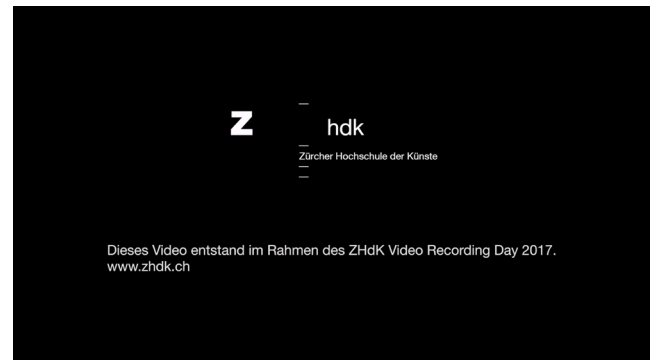 Z hdk
Zürcher Hochschule der Künste
Dieses Video entstand im Rahmen des ZHdK Video Recording Day 2017.
www.zhdk.ch